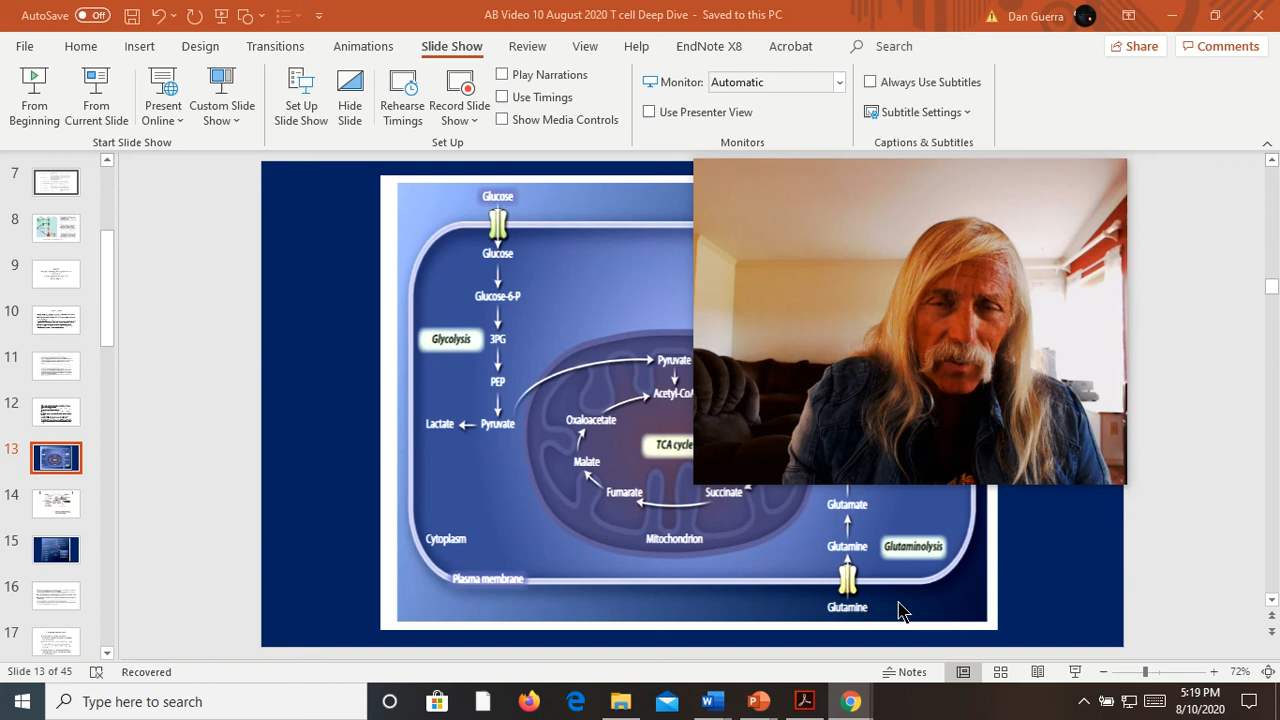 AutoSave Off
AB Video 10 August 2020 T cell Deep Dive - Saved to this PC
Dan Guerra
File Home Insert Design Transitions Animations Slide Show Review View Help EndNote X8 Acrobat Search
Share Comments
From Beginning
From Current Slide
Present Online
Custom Slide Show
Start Slide Show
Set Up Slide Show
Hide Slide
Rehearse Timings
Record Slide Show
Play Narrations
Use Timings
Show Media Controls
Set Up
Monitor: Automatic
Use Presenter View
Monitors
Always Use Subtitles
Subtitle Settings
Captions & Subtitles
7
8
9
10
11
12
13
14
15
16
17
Glucose
Glucose
Glucose-6-P
Glycolysis 3PG
PEP
Lactate Pyruvate
Pyruvate
Acetyl-CoA
Oxaloacetate
TCA cycle
Malate
Fumarate
Succinate
Glutamate
Glutamine
Glutaminolysis
Cytoplasm
Mitochondrion
Plasma membrane
Glutamine
Slide 13 of 45
Recovered
Notes
72%
Type here to search
5:19 PM
8/10/2020